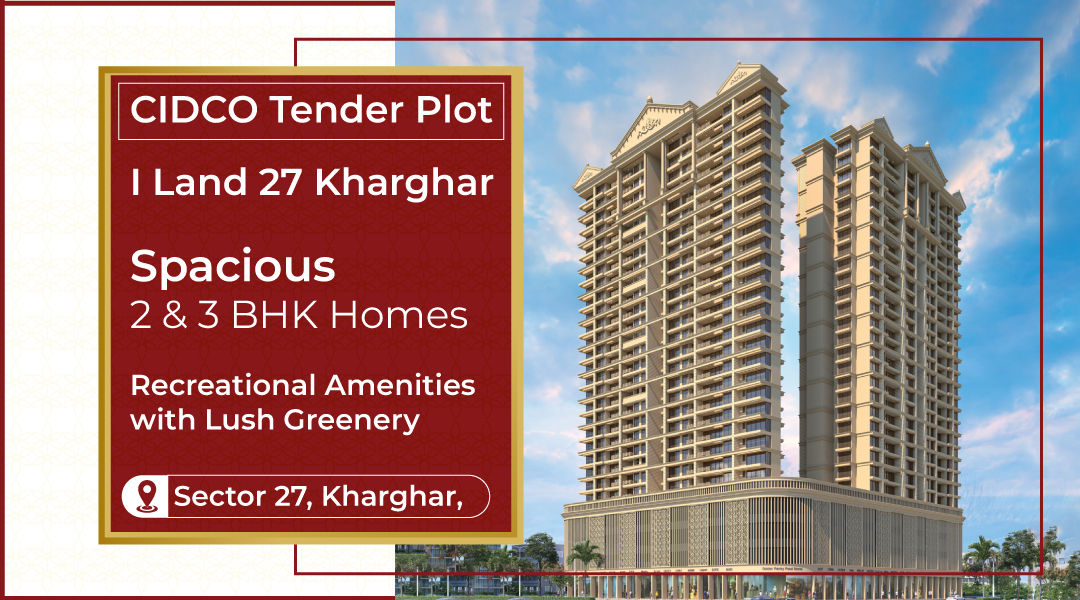 CIDCO Tender Plot
I Land 27 Kharghar
Spacious
2 & 3 BHK Homes
Recreational Amenities
with Lush Greenery
Sector 27, Kharghar,